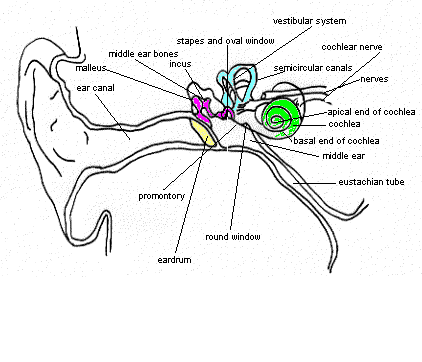 vestibular system
stapes and oval window
cochlear nerve
middle ear bones
incus
malleus
semicircular canals
nerves
ear canal
apical end of cochlea
cochlea
basal end of cochlea
middle ear
eustachian tube
promontory
round window
eardrum